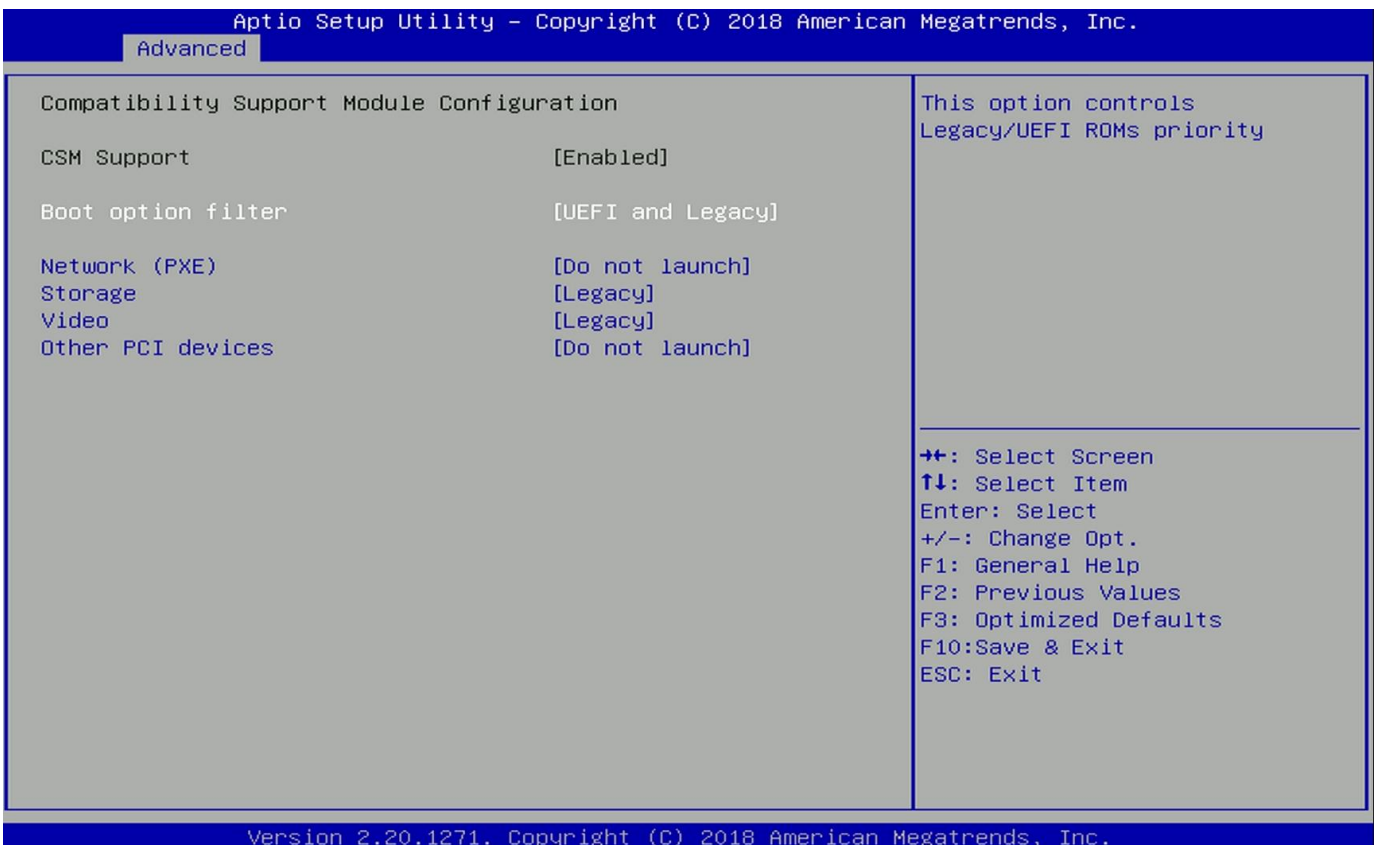 Aptio Setup Utility – Copyright (C) 2018 American Megatrends, Inc.
Advanced
Compatibility Support Module Configuration
CSM Support [Enabled]
Boot option filter [UEFI and Legacy]
Network (PXE) [Do not launch]
Storage [Legacy]
Video [Legacy]
Other PCI devices [Do not launch]
This option controls
Legacy/UEFI ROMs priority
→←: Select Screen
↑↓: Select Item
Enter: Select
+/-: Change Opt.
F1: General Help
F2: Previous Values
F3: Optimized Defaults
F10:Save & Exit
ESC: Exit
Version 2.20.1271. Copyright (C) 2018 American Megatrends, Inc.